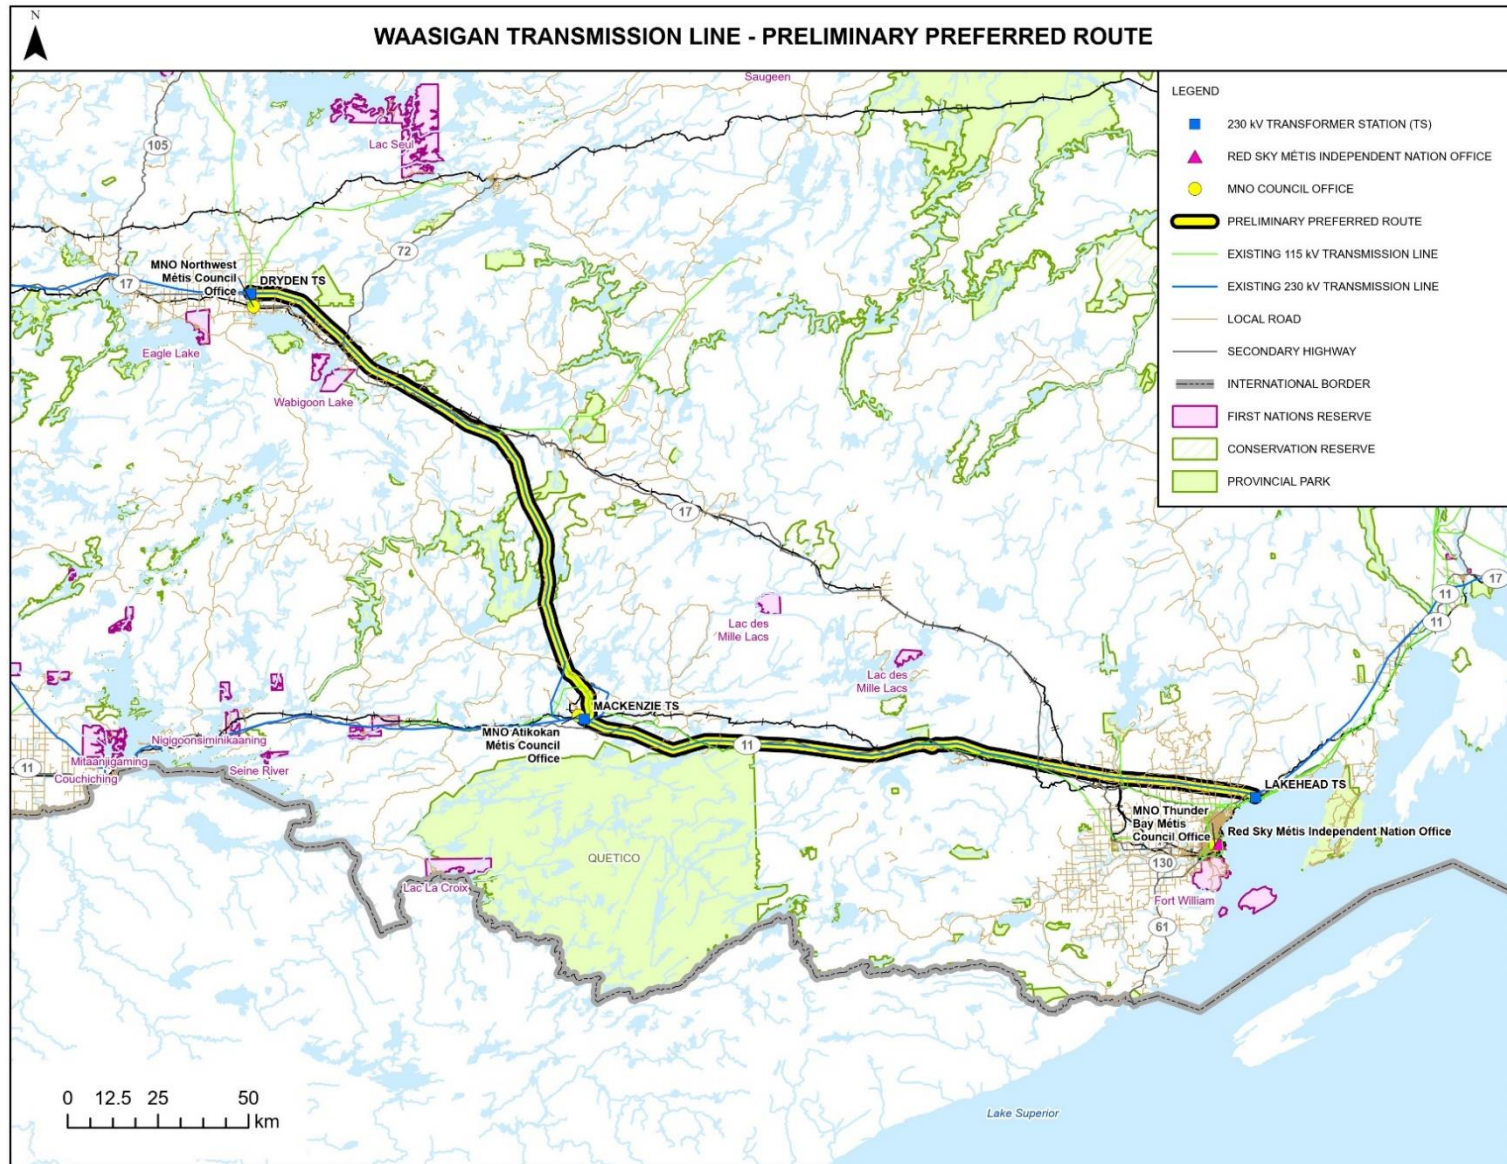 N
WAASIGAN TRANSMISSION LINE - PRELIMINARY PREFERRED ROUTE
LEGEND
230 kV TRANSFORMER STATION (TS)
RED SKY MÉTIS INDEPENDENT NATION OFFICE
MNO COUNCIL OFFICE
PRELIMINARY PREFERRED ROUTE
EXISTING 115 kV TRANSMISSION LINE
EXISTING 230 kV TRANSMISSION LINE
LOCAL ROAD
SECONDARY HIGHWAY
INTERNATIONAL BORDER
FIRST NATIONS RESERVE
CONSERVATION RESERVE
PROVINCIAL PARK
Saugeen
105
Lac Seul
72
MNO Northwest
Métis Council
Office
DRYDEN TS
17
Eagle Lake
Wabigoon Lake
17
17
11
11
Lac des
Mille Lacs
Lac des
Mille Lacs
MACKENZIE TS
MNO Atikokan
Métis Council
Office
11
Nigigoonsiminikaaning
Mitaanjigaming
Couchiching
11
Seine River
LAKEHEAD TS
MNO Thunder
Bay Métis
Council Office
Red Sky Métis Independent Nation Office
QUETICO
130
Lac La Croix
Fort William
61
0 12.5 25 50
km
Lake Superior